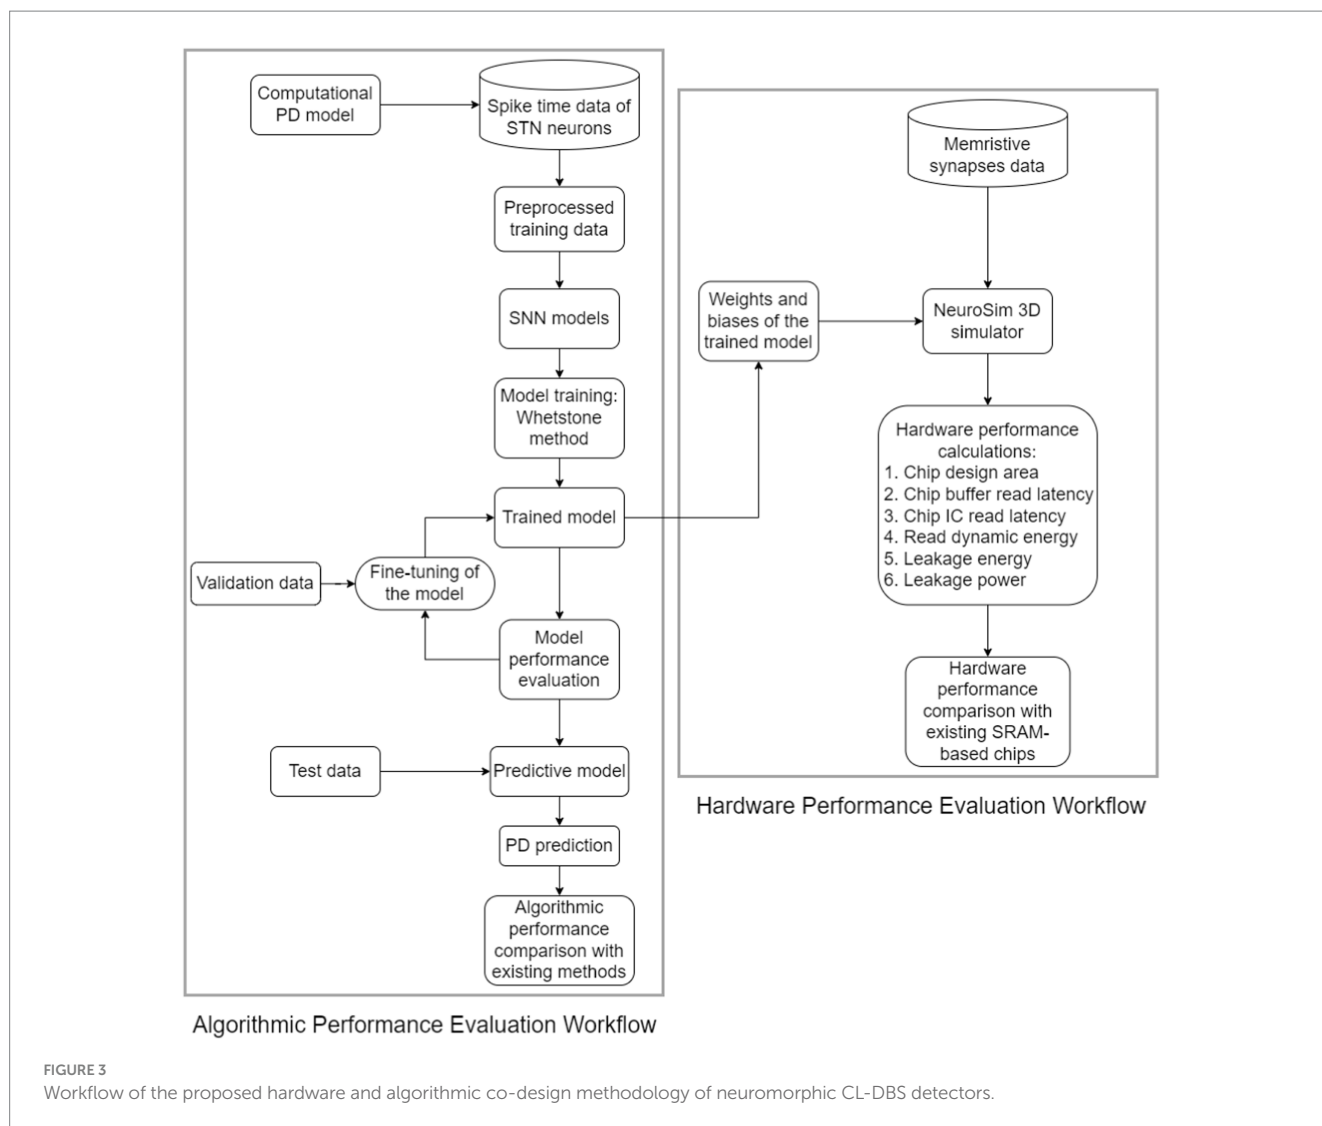 Computational
PD model
Spike time data of
STN neurons
Preprocessed
training data
SNN models
Model training:
Whetstone
method
Trained model
Validation data
Fine-tuning of
the model
Model
performance
evaluation
Test data
Predictive model
PD prediction
Algorithmic
performance
comparison with
existing methods
Algorithmic Performance Evaluation Workflow
Memristive
synapses data
Weights and
biases of the
trained model
NeuroSim 3D
simulator
Hardware performance
calculations:
1. Chip design area
2. Chip buffer read latency
3. Chip IC read latency
4. Read dynamic energy
5. Leakage energy
6. Leakage power
Hardware
performance
comparison with
existing SRAM-
based chips
Hardware Performance Evaluation Workflow
FIGURE 3
Workflow of the proposed hardware and algorithmic co-design methodology of neuromorphic CL-DBS detectors.